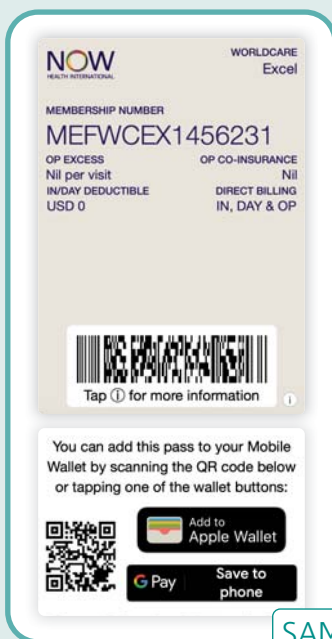 NOW
HEALTH INTERNATIONAL
WORLDCARE
Excel
MEMBERSHIP NUMBER
MEFWCEX1456231
OP EXCESS
Nil per visit
OP CO-INSURANCE
Nil
IN/DAY DEDUCTIBLE
USD 0
DIRECT BILLING
IN, DAY & OP
Tap ⓘ for more information
You can add this pass to your Mobile
Wallet by scanning the QR code below
or tapping one of the wallet buttons:
Add to
Apple Wallet
G Pay
Save to
phone